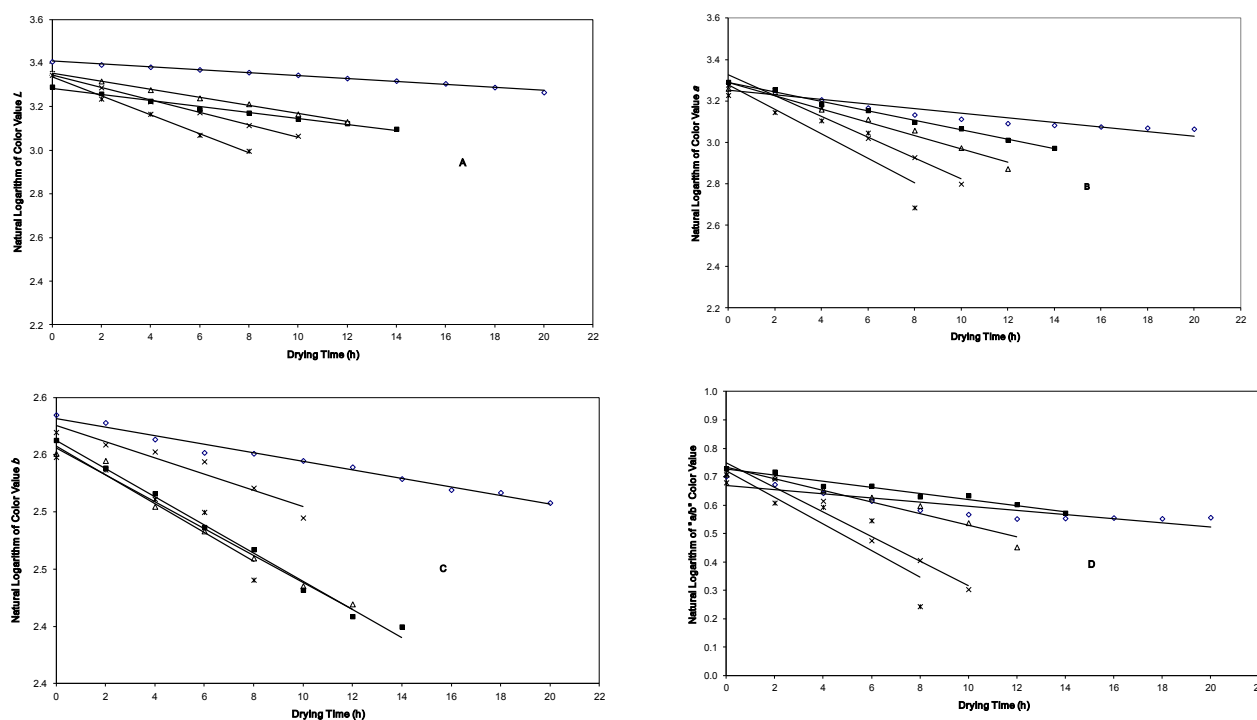 3.6
3.4
3.2
3.0
2.8
2.6
2.4
2.2
Natural Logarithm of Color Value L
A
0 2 4 6 8 10 12 14 16 18 20 22
Drying Time (h)
3.6
3.4
3.2
3.0
2.8
2.6
2.4
2.2
Natural Logarithm of Color Value a
B
0 2 4 6 8 10 12 14 16 18 20 22
Drying Time (h)
2.6
2.6
2.5
2.5
2.4
2.4
Natural Logarithm of Color Value b
C
0 2 4 6 8 10 12 14 16 18 20 22
Drying Time (h)
1.0
0.9
0.8
0.7
0.6
0.5
0.4
0.3
0.2
0.1
0.0
Natural Logarithm of "a/b" Color Value
D
0 2 4 6 8 10 12 14 16 18 20 22
Drying Time (h)